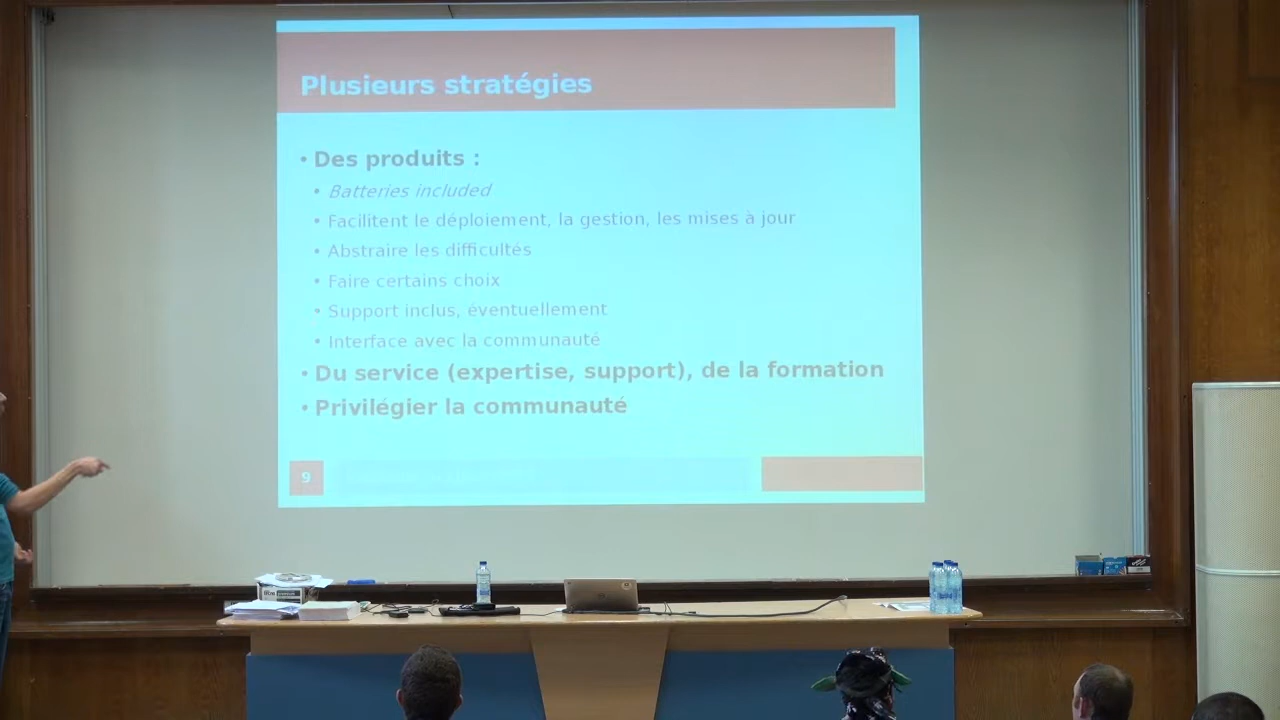 Plusieurs stratégies
• Des produits :
• Batteries included
• Facilitent le déploiement, la gestion, les mises à jour
• Abstraire les difficultés
• Faire certains choix
• Support inclus, éventuellement
• Interface avec la communauté
• Du service (expertise, support), de la formation
• Privilégier la communauté
9